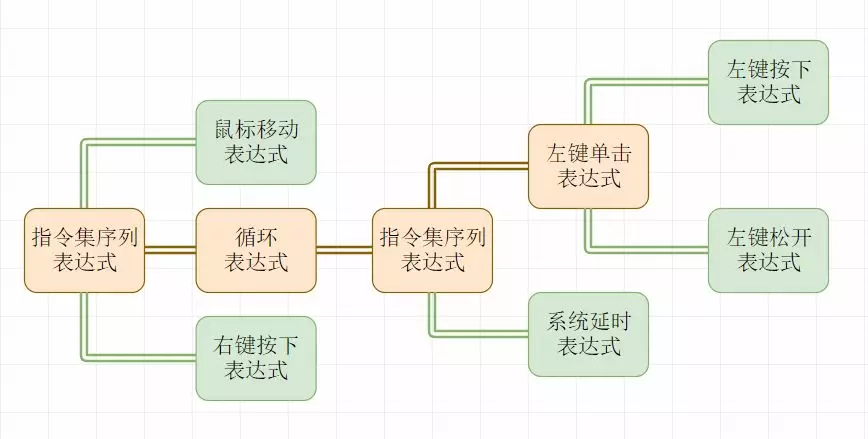 左键按下
表达式
鼠标移动
表达式
左键单击
表达式
指令集序列
表达式
循环
表达式
指令集序列
表达式
左键松开
表达式
系统延时
表达式
右键按下
表达式